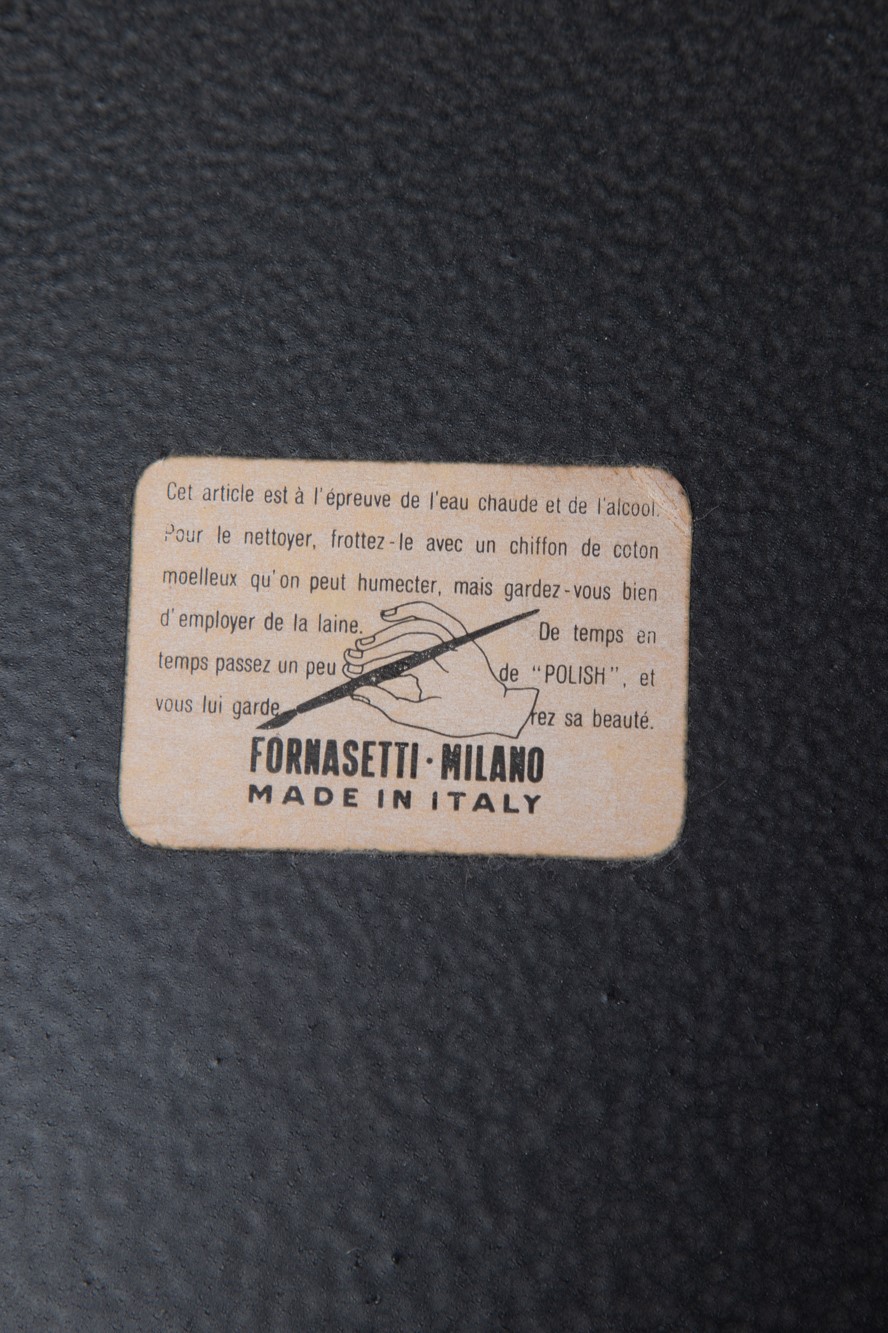 Cet article est à l'épreuve de l'eau chaude et de l'alcool.
Pour le nettoyer, frottez-le avec un chiffon de coton
moelleux qu'on peut humecter, mais gardez-vous bien
d'employer de la laine. De temps en
temps passez un peu de "POLISH", et
vous lui garde rez sa beauté.
FORNASETTI · MILANO
MADE IN ITALY